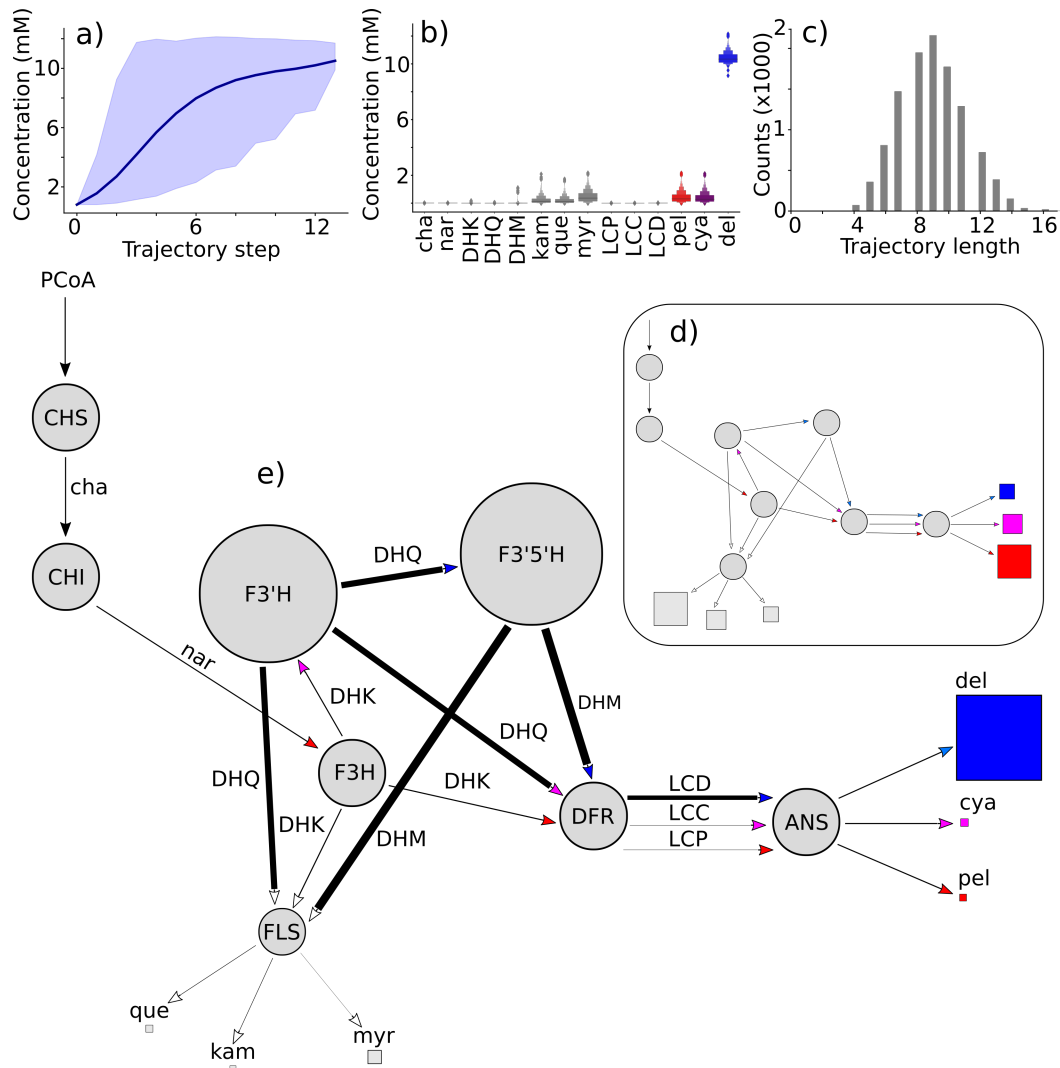 a)
Concentration (mM)
10
6
2
0
6
12
Trajectory step
b)
Concentration (mM)
10
6
2
cha
nar
DHK
DHQ
DHM
kam
que
myr
LCP
LCC
LCD
pel
cya
del
c)
Counts (x1000)
2
1
0
0
4
8
12
16
Trajectory length
PCoA
CHS
cha
CHI
nar
d)
e)
F3'H
DHQ
F3'5'H
DHK
DHQ
DHM
DHQ
F3H
DHK
DHK
DHM
DFR
LCD
LCC
LCP
ANS
del
cya
pel
FLS
que
kam
myr